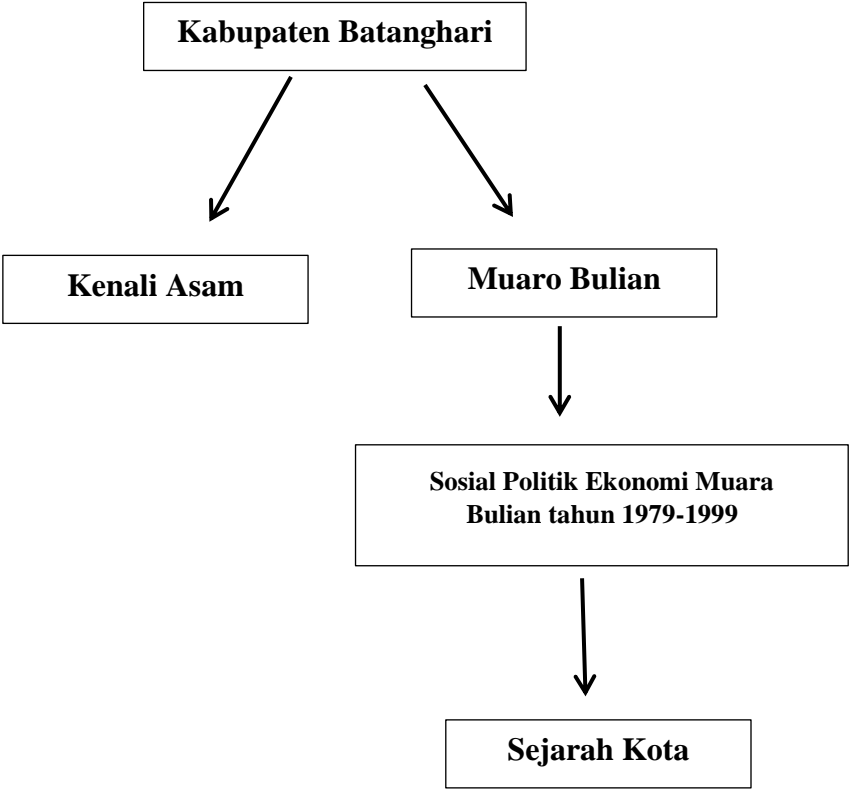 Kabupaten Batanghari
Kenali Asam
Muaro Bulian
Sosial Politik Ekonomi Muara
Bulian tahun 1979-1999
Sejarah Kota